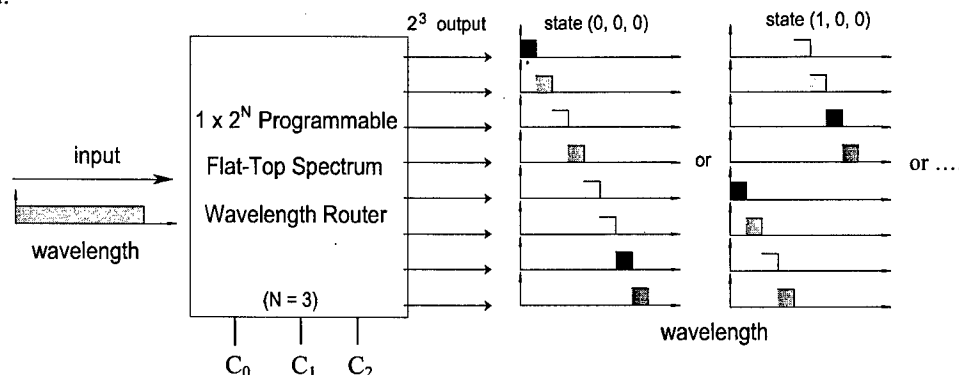 2³ output
state (0, 0, 0)
state (1, 0, 0)
1 x 2ᴺ Programmable
Flat-Top Spectrum
Wavelength Router
(N = 3)
input
wavelength
or
or ...
wavelength
C₀ C₁ C₂